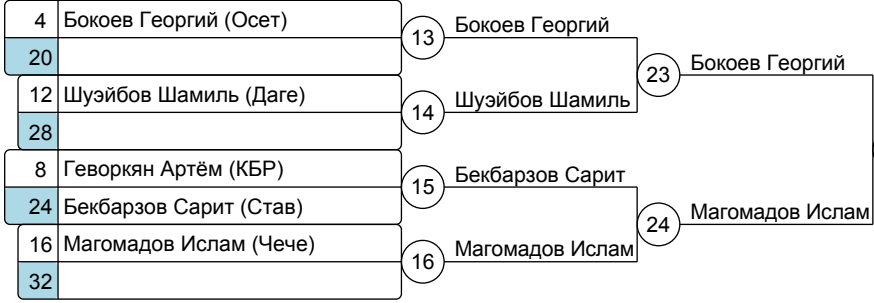 4 Бокоев Георгий (Осет)
20
12 Шуэйбов Шамиль (Даге)
28
8 Геворкян Артём (КБР)
24 Бекбарзов Сарит (Став)
16 Магомадов Ислам (Чече)
32
13 Бокоев Георгий
14 Шуэйбов Шамиль
15 Бекбарзов Сарит
16 Магомадов Ислам
23 Бокоев Георгий
24 Магомадов Ислам